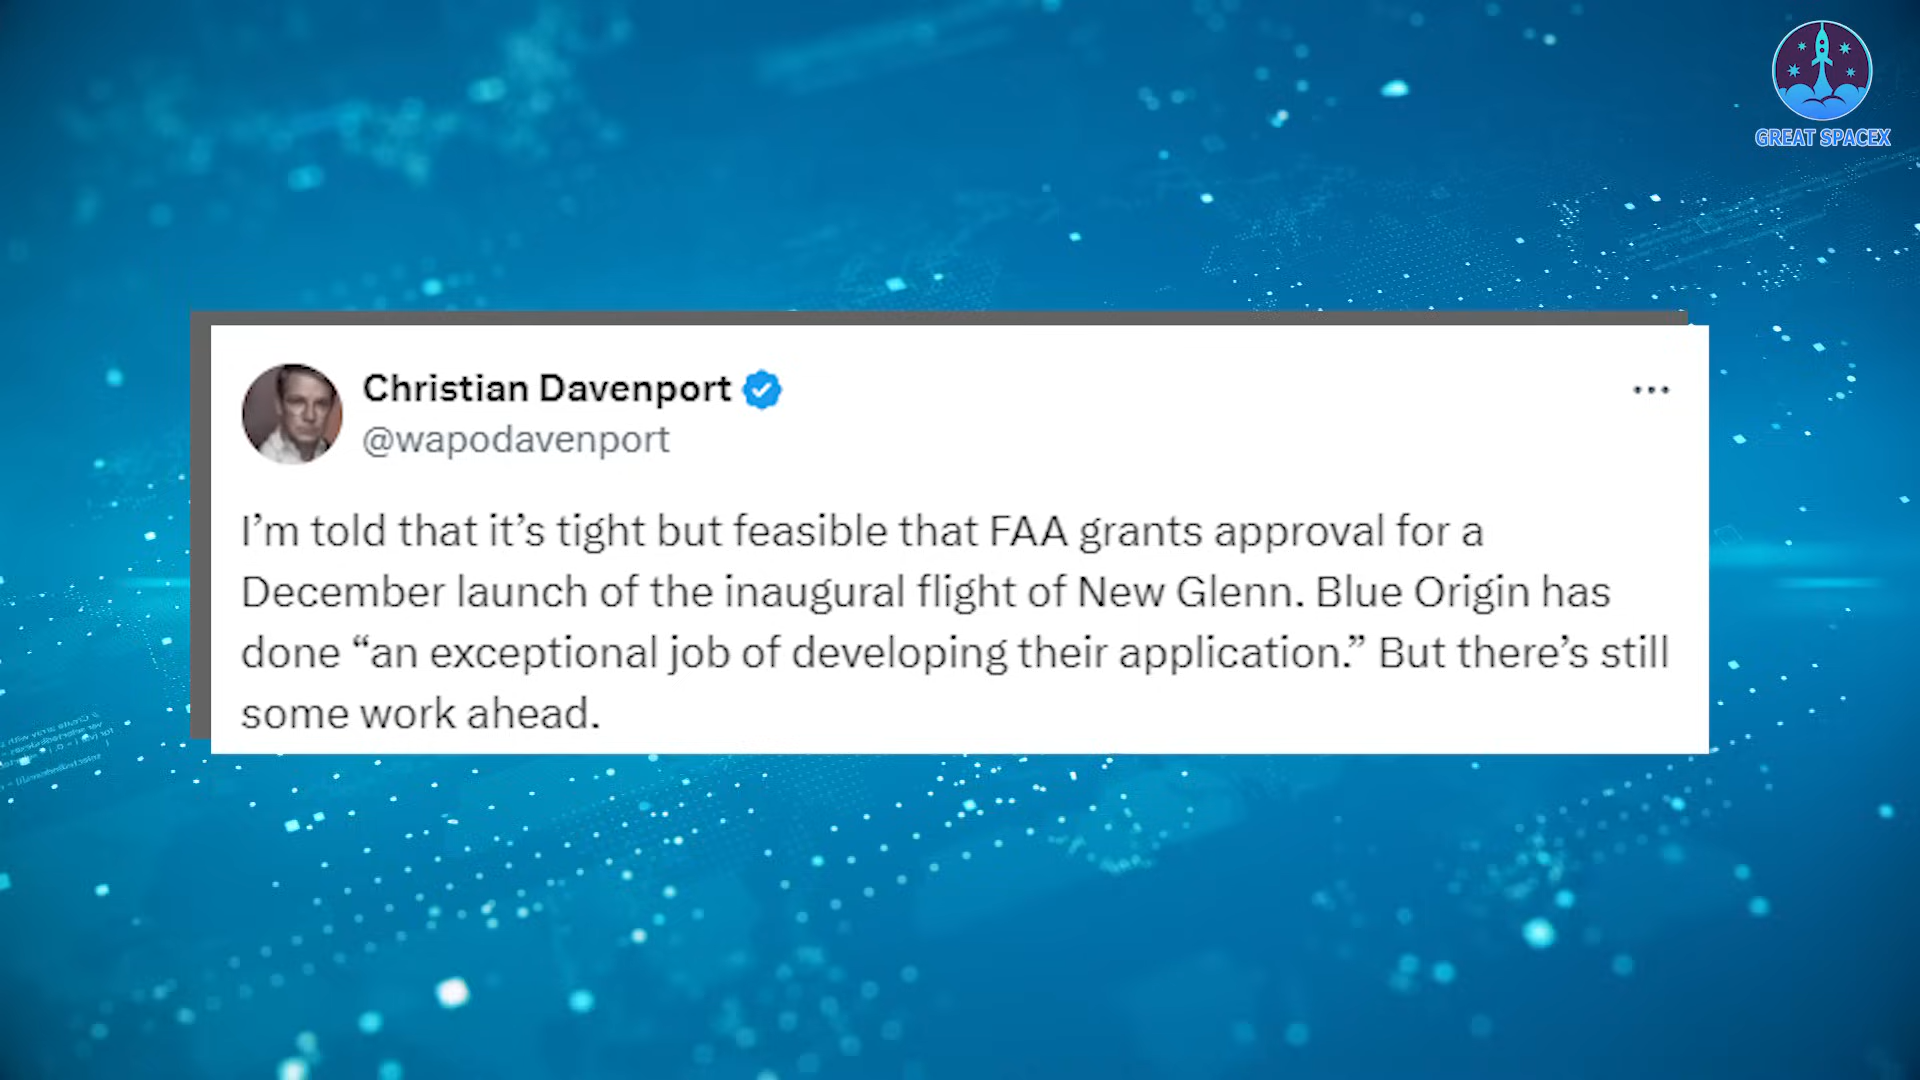 GREAT SPACEX
Christian Davenport
@wapodavenport
I’m told that it’s tight but feasible that FAA grants approval for a
December launch of the inaugural flight of New Glenn. Blue Origin has
done “an exceptional job of developing their application.” But there’s still
some work ahead.